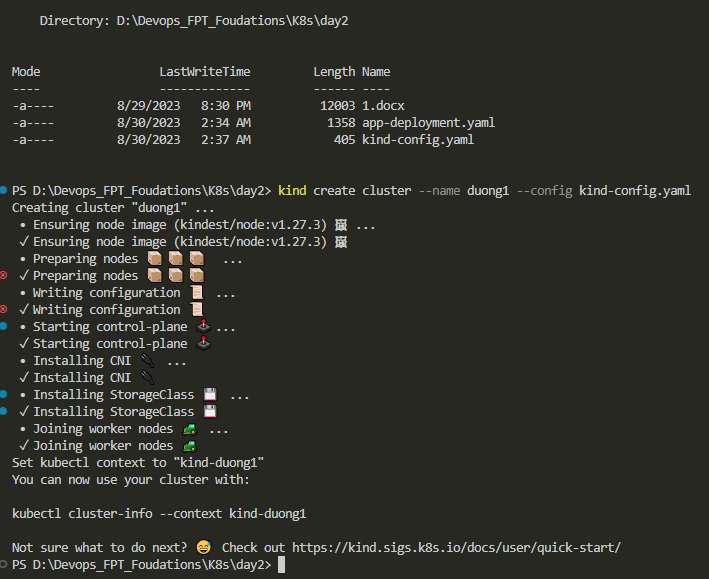 Directory: D:\Devops_FPT_Foudations\K8s\day2
Mode LastWriteTime Length Name
---- ------------- ------ ----
-a---- 8/29/2023 8:30 PM 12003 1.docx
-a---- 8/30/2023 2:34 AM 1358 app-deployment.yaml
-a---- 8/30/2023 2:37 AM 405 kind-config.yaml
PS D:\Devops_FPT_Foudations\K8s\day2> kind create cluster --name duong1 --config kind-config.yaml
Creating cluster "duong1" ...
• Ensuring node image (kindest/node:v1.27.3) 🖼 ...
✓ Ensuring node image (kindest/node:v1.27.3) 🖼
• Preparing nodes 📦 📦 📦 ...
✓ Preparing nodes 📦 📦 📦
• Writing configuration 📜 ...
✓ Writing configuration 📜
• Starting control-plane 🕹️ ...
✓ Starting control-plane 🕹️
• Installing CNI 🔌 ...
✓ Installing CNI 🔌
• Installing StorageClass 💾 ...
✓ Installing StorageClass 💾
• Joining worker nodes 🚜 ...
✓ Joining worker nodes 🚜
Set kubectl context to "kind-duong1"
You can now use your cluster with:
kubectl cluster-info --context kind-duong1
Not sure what to do next? 😅 Check out https://kind.sigs.k8s.io/docs/user/quick-start/
PS D:\Devops_FPT_Foudations\K8s\day2>